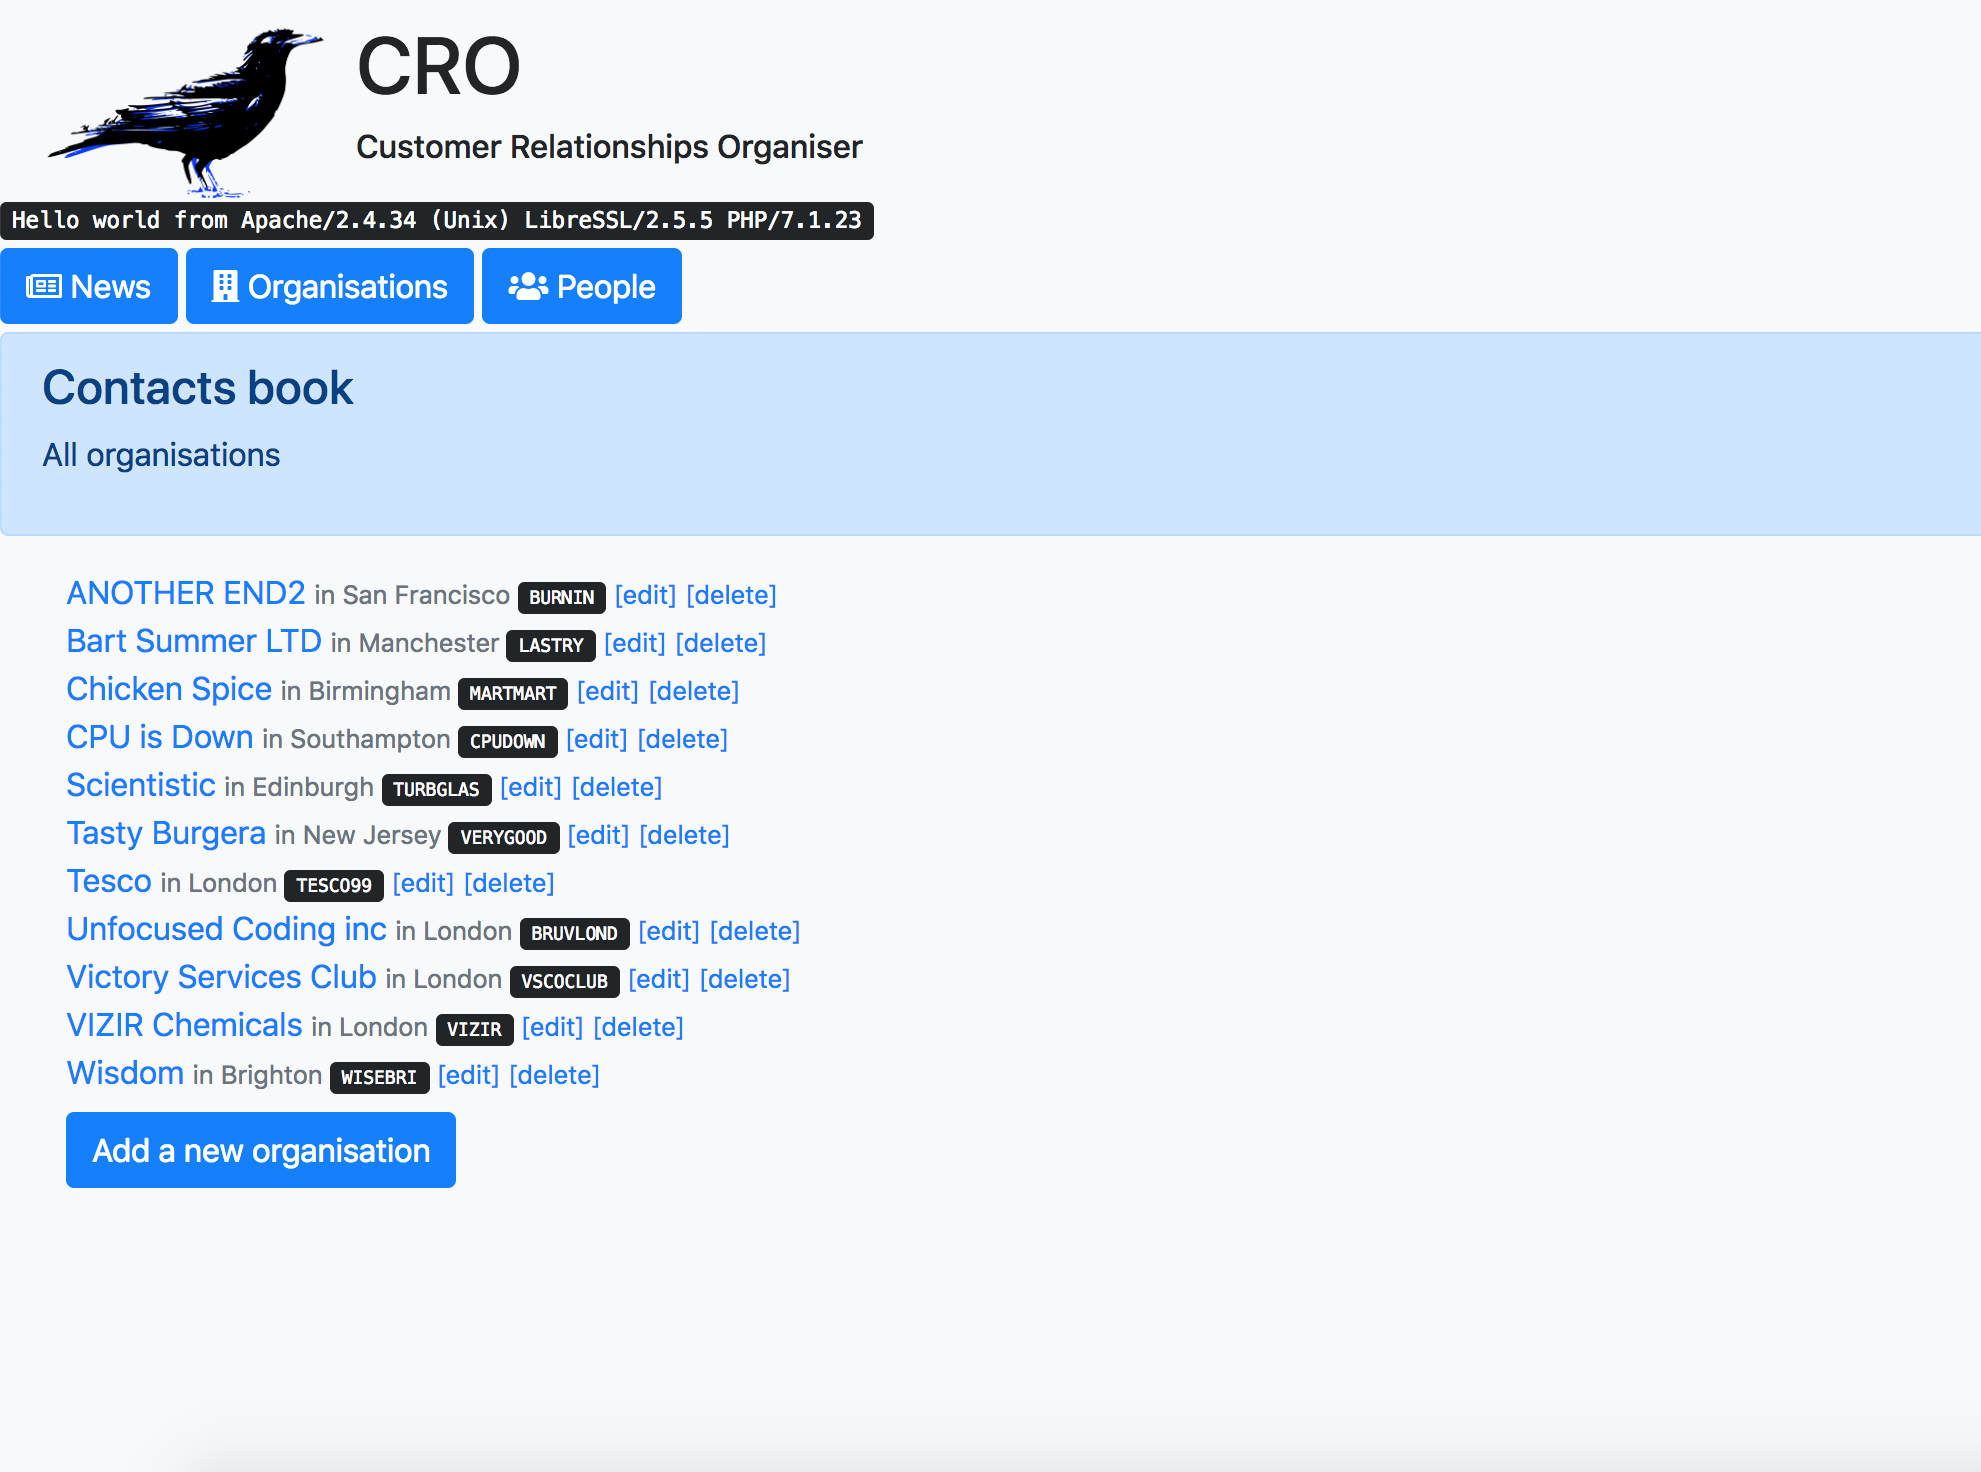 CRO
Customer Relationships Organiser
Hello world from Apache/2.4.34 (Unix) LibreSSL/2.5.5 PHP/7.1.23
News Organisations People
Contacts book
All organisations
ANOTHER END2 in San Francisco BURNIN [edit] [delete]
Bart Summer LTD in Manchester LASTRY [edit] [delete]
Chicken Spice in Birmingham MARTMART [edit] [delete]
CPU is Down in Southampton CPUDOWN [edit] [delete]
Scientistic in Edinburgh TURBGLAS [edit] [delete]
Tasty Burgera in New Jersey VERYGOOD [edit] [delete]
Tesco in London TESCO99 [edit] [delete]
Unfocused Coding inc in London BRUVLOND [edit] [delete]
Victory Services Club in London VSCOCLUB [edit] [delete]
VIZIR Chemicals in London VIZIR [edit] [delete]
Wisdom in Brighton WISEBRI [edit] [delete]
Add a new organisation